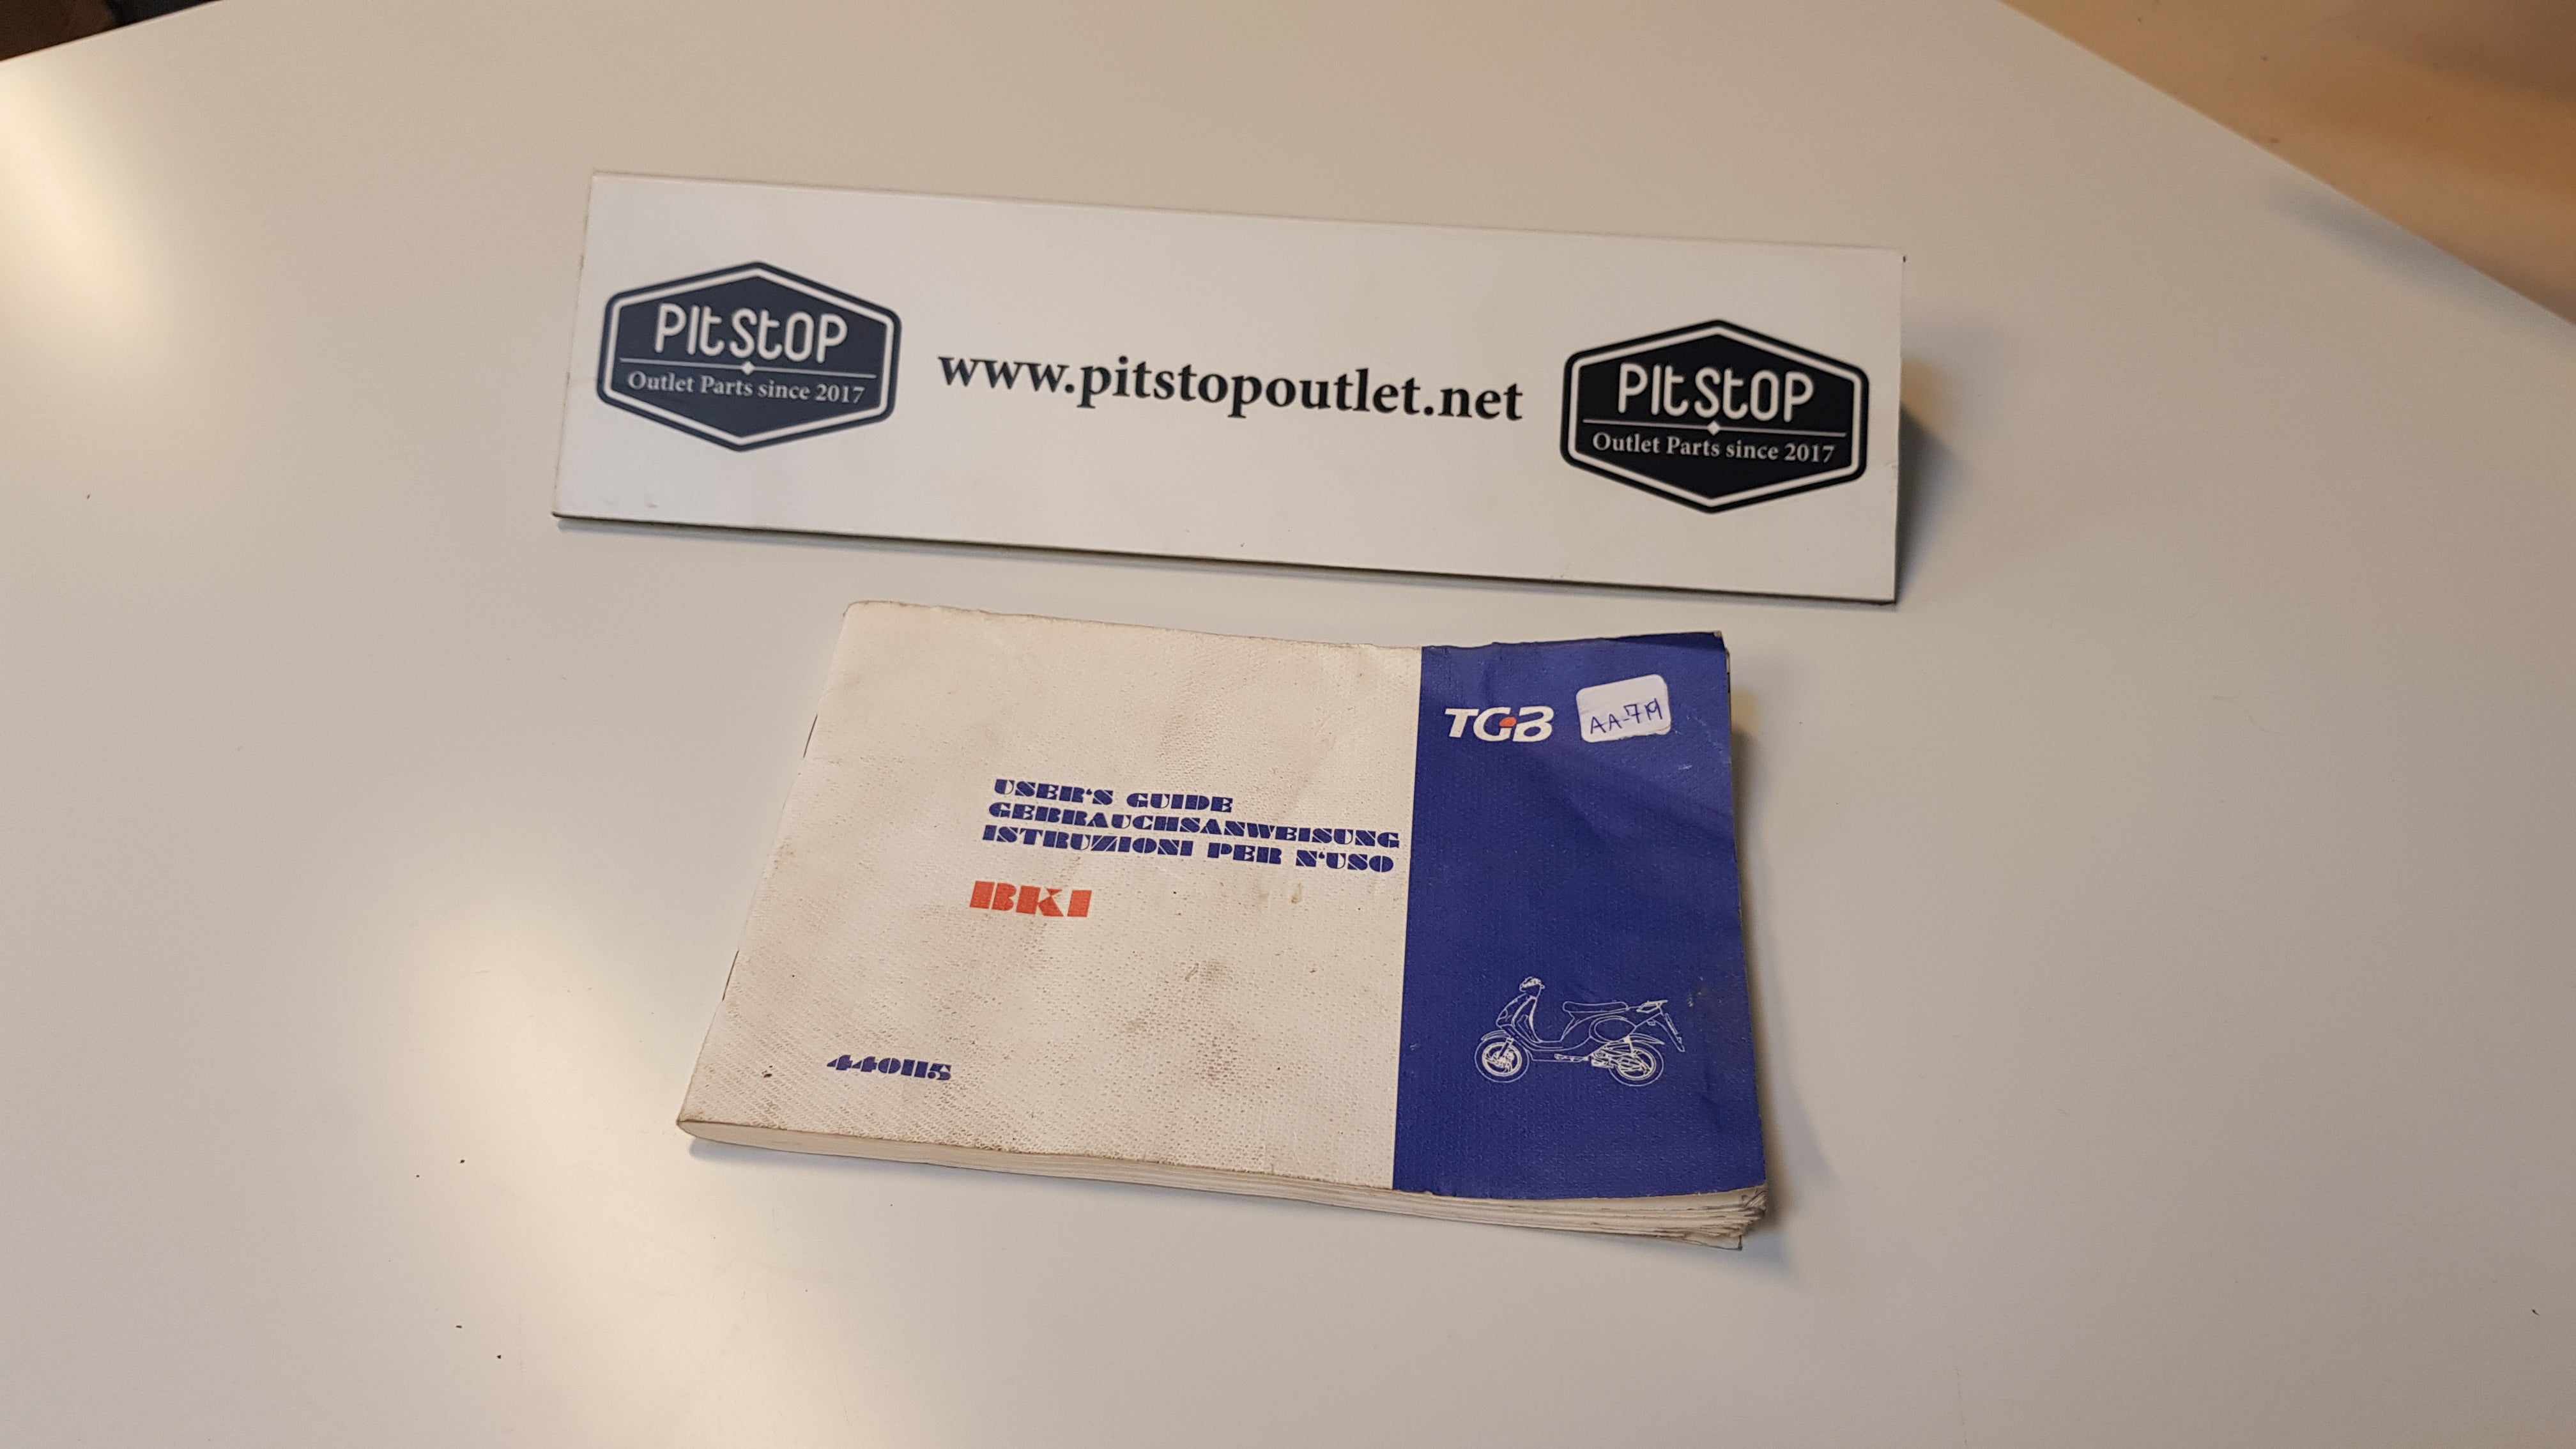 PitStOP
Outlet Parts since 2017
www.pitstopoutlet.net
PitStOP
Outlet Parts since 2017
TGB
AA-719
USER'S GUIDE
GEBRAUCHSANWEISUNG
ISTRUZIONI PER N'USO
BK1
440115